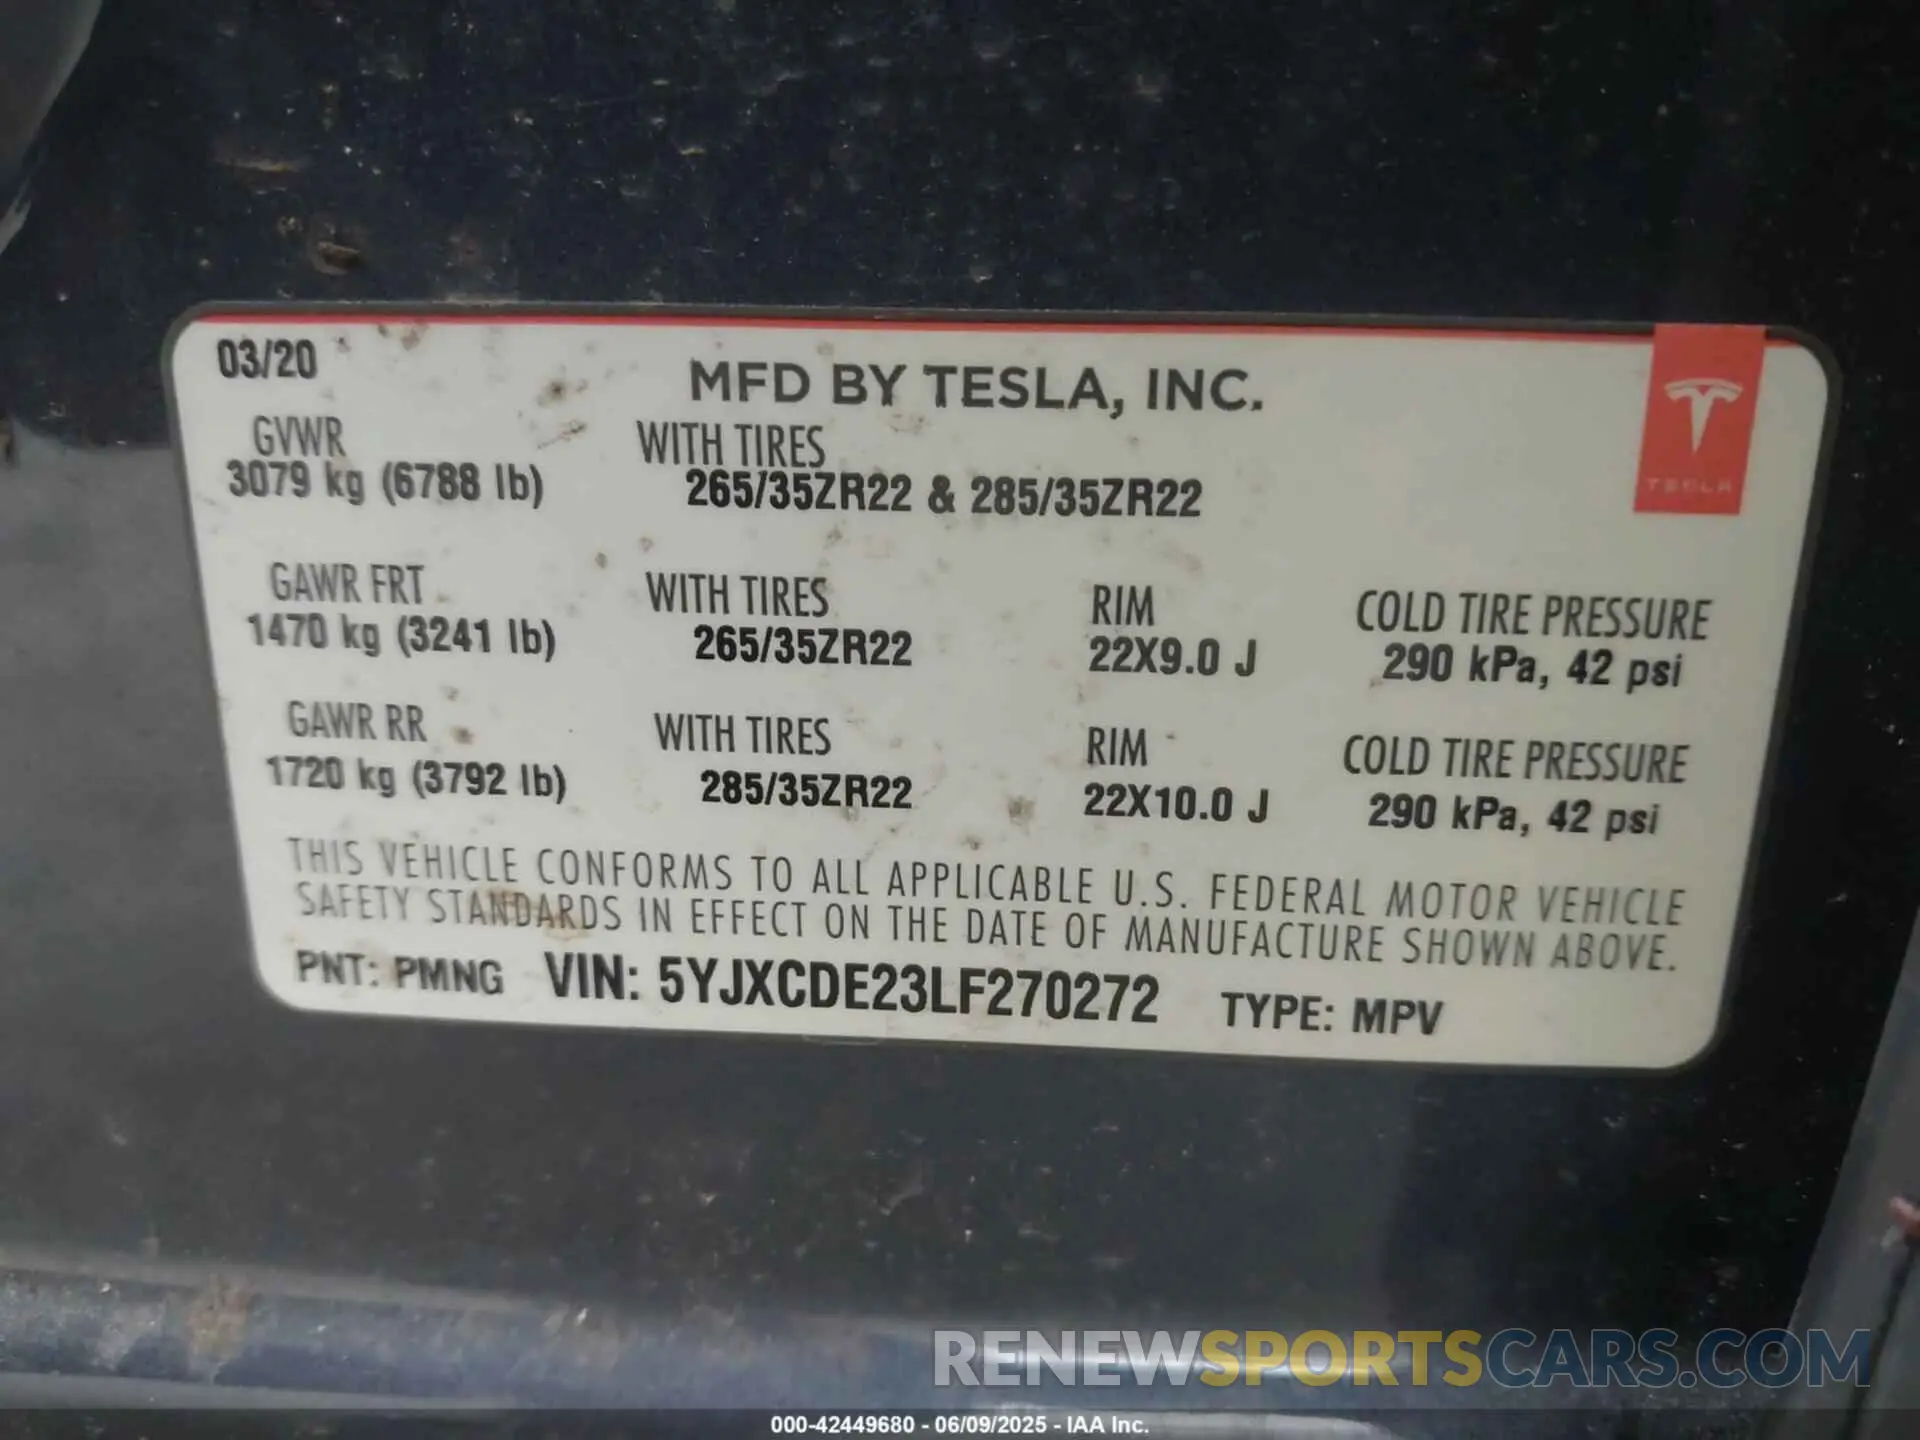 03/20
MFD BY TESLA, INC.
TESLA
GVWR WITH TIRES
3079 kg (6788 lb) 265/35ZR22 & 285/35ZR22
GAWR FRT WITH TIRES RIM COLD TIRE PRESSURE
1470 kg (3241 lb) 265/35ZR22 22X9.0 J 290 kPa, 42 psi
GAWR RR WITH TIRES RIM COLD TIRE PRESSURE
1720 kg (3792 lb) 285/35ZR22 22X10.0 J 290 kPa, 42 psi
THIS VEHICLE CONFORMS TO ALL APPLICABLE U.S. FEDERAL MOTOR VEHICLE
SAFETY STANDARDS IN EFFECT ON THE DATE OF MANUFACTURE SHOWN ABOVE.
PNT: PMNG VIN: 5YJXCDE23LF270272 TYPE: MPV
RENEWSPORTSCARS.COM
000-42449680 - 06/09/2025 - IAA Inc.